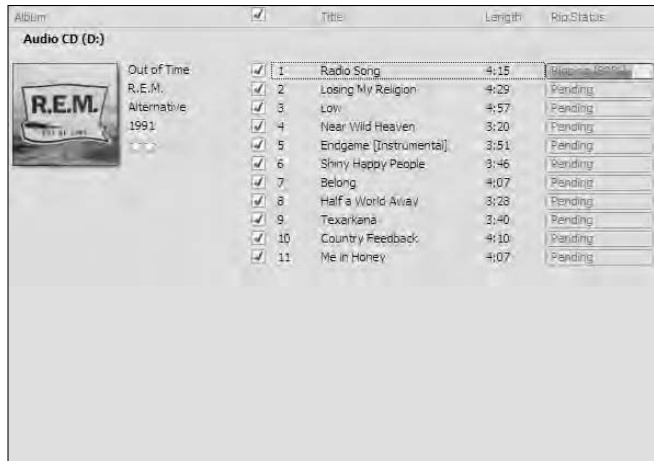 Album Title Length Rip Status
Audio CD (D:)
R.E.M.
OUT OF TIME
Out of Time
R.E.M.
Alternative
1991
1 Radio Song 4:15 Ripping
2 Losing My Religion 4:29 Pending
3 Low 4:57 Pending
4 Near Wild Heaven 3:20 Pending
5 Endgame [Instrumental] 3:51 Pending
6 Shiny Happy People 3:46 Pending
7 Belong 4:07 Pending
8 Half a World Away 3:28 Pending
9 Texarkana 3:40 Pending
10 Country Feedback 4:10 Pending
11 Me in Honey 4:07 Pending